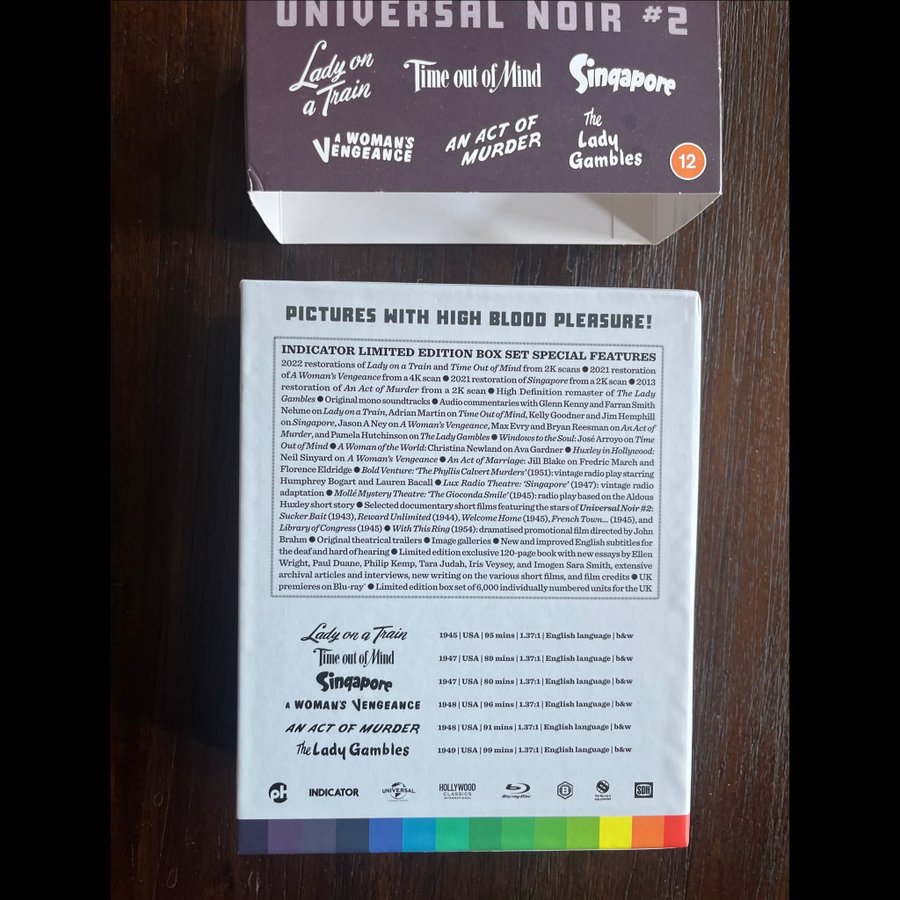 UNIVERSAL NOIR #2
Lady on a Train
Time out of Mind
Singapore
A WOMAN'S VENGEANCE
AN ACT OF MURDER
The Lady Gambles
12
PICTURES WITH HIGH BLOOD PLEASURE!
INDICATOR LIMITED EDITION BOX SET SPECIAL FEATURES
2022 restorations of Lady on a Train and Time Out of Mind from 2K scans ● 2021 restoration
of A Woman's Vengeance from a 4K scan ● 2021 restoration of Singapore from a 2K scan ● 2013
restoration of An Act of Murder from a 2K scan ● High Definition remaster of The Lady
Gambles ● Original mono soundtracks ● Audio commentaries with Glenn Kenny and Farran Smith
Nehme on Lady on a Train, Adrian Martin on Time Out of Mind, Kelly Goodner and Jim Hemphill
on Singapore, Jason A Ney on A Woman's Vengeance, Max Evry and Bryan Reesman on An Act of
Murder, and Pamela Hutchinson on The Lady Gambles ● Windows to the Soul: José Arroyo on Time
Out of Mind ● A Woman of the World: Christina Newland on Ava Gardner ● Huxley in Hollywood:
Neil Sinyard on A Woman's Vengeance ● An Act of Marriage: Jill Blake on Fredric March and
Florence Eldridge ● Bold Venture: 'The Phyllis Calvert Murders' (1951): vintage radio play starring
Humphrey Bogart and Lauren Bacall ● Lux Radio Theatre: 'Singapore' (1947): vintage radio
adaptation ● Mollé Mystery Theatre: 'The Gioconda Smile' (1945): radio play based on the Aldous
Huxley short story ● Selected documentary short films featuring the stars of Universal Noir #2:
Sucker Bait (1943), Reward Unlimited (1944), Welcome Home (1945), French Town... (1945), and
Library of Congress (1945) ● With This Ring (1954): dramatised promotional film directed by John
Brahm ● Original theatrical trailers ● Image galleries ● New and improved English subtitles for
the deaf and hard of hearing ● Limited edition exclusive 120-page book with new essays by Ellen
Wright, Paul Duane, Philip Kemp, Tara Judah, Iris Veysey, and Imogen Sara Smith, extensive
archival articles and interviews, new writing on the various short films, and film credits ● UK
premieres on Blu-ray ● Limited edition box set of 6,000 individually numbered units for the UK
Lady on a Train 1945 | USA | 95 mins | 1.37:1 | English language | b&w
Time out of Mind 1947 | USA | 89 mins | 1.37:1 | English language | b&w
Singapore 1947 | USA | 80 mins | 1.37:1 | English language | b&w
A WOMAN'S VENGEANCE 1948 | USA | 96 mins | 1.37:1 | English language | b&w
AN ACT OF MURDER 1948 | USA | 91 mins | 1.37:1 | English language | b&w
The Lady Gambles 1949 | USA | 99 mins | 1.37:1 | English language | b&w
PH INDICATOR UNIVERSAL HOLLYWOOD CLASSICS INTERNATIONAL Blu-ray Disc B SDH